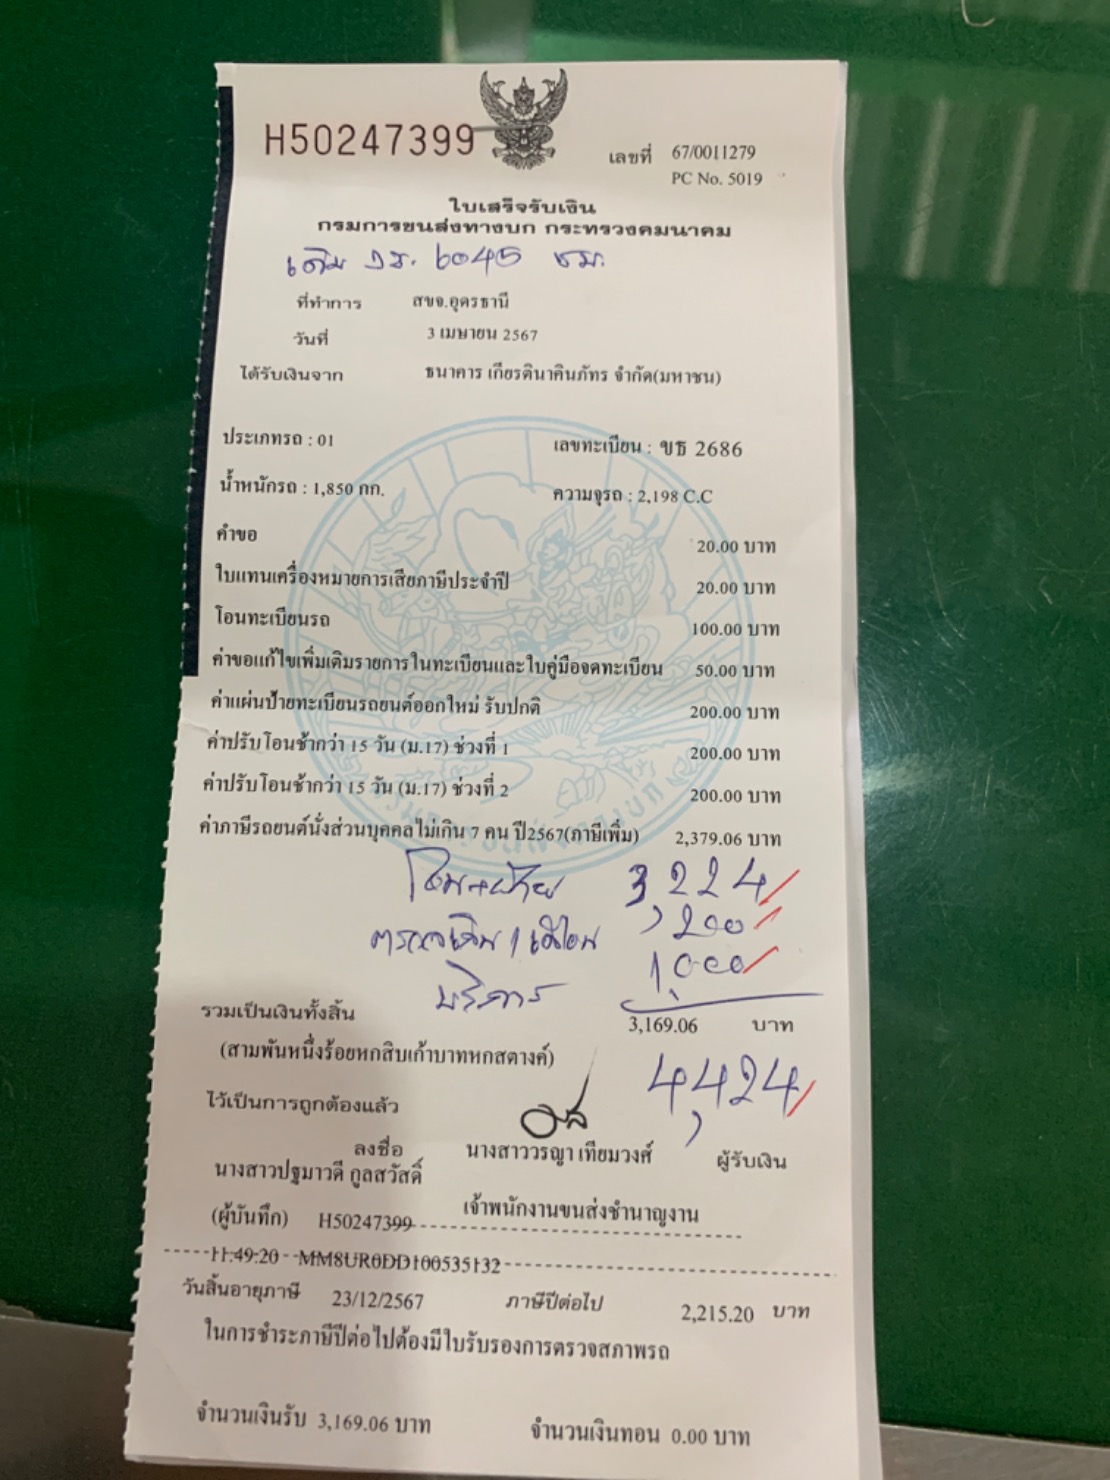 H50247399
เลขที่ 67/0011279
PC No. 5019
ใบเสร็จรับเงิน
กรมการขนส่งทางบก กระทรวงคมนาคม
เดิม 6045 ชม.
ที่ทำการ สขจ.อุดรธานี
วันที่ 3 เมษายน 2567
ได้รับเงินจาก ธนาคาร เกียรตินาคินภัทร จำกัด(มหาชน)
ประเภทรถ : 01 เลขทะเบียน : ขธ 2686
น้ำหนักรถ : 1,850 กก. ความจุรถ : 2,198 C.C
คำขอ 20.00 บาท
ใบแทนเครื่องหมายการเสียภาษีประจำปี 20.00 บาท
โอนทะเบียนรถ 100.00 บาท
ค่าขอแก้ไขเพิ่มเติมรายการในทะเบียนและใบคู่มือจดทะเบียน 50.00 บาท
ค่าแผ่นป้ายทะเบียนรถยนต์ออกใหม่ รับปกติ 200.00 บาท
ค่าปรับโอนช้ากว่า 15 วัน (ม.17) ช่วงที่ 1 200.00 บาท
ค่าปรับโอนช้ากว่า 15 วัน (ม.17) ช่วงที่ 2 200.00 บาท
ค่าภาษีรถยนต์นั่งส่วนบุคคลไม่เกิน 7 คน ปี2567(ภาษีเพิ่ม) 2,379.06 บาท
3,224
200
บริการ 1,000
รวมเป็นเงินทั้งสิ้น 3,169.06 บาท
(สามพันหนึ่งร้อยหกสิบเก้าบาทหกสตางค์)
4,424
ไว้เป็นการถูกต้องแล้ว
ลงชื่อ นางสาววรญา เทียมวงศ์ ผู้รับเงิน
นางสาวปฐมาวดี กูลสวัสดิ์
เจ้าพนักงานขนส่งชำนาญงาน
(ผู้บันทึก) H50247399
11:49:20 MM8UR0DD100535132
วันสิ้นอายุภาษี 23/12/2567 ภาษีปีต่อไป 2,215.20 บาท
ในการชำระภาษีปีต่อไปต้องมีใบรับรองการตรวจสภาพรถ
จำนวนเงินรับ 3,169.06 บาท จำนวนเงินทอน 0.00 บาท